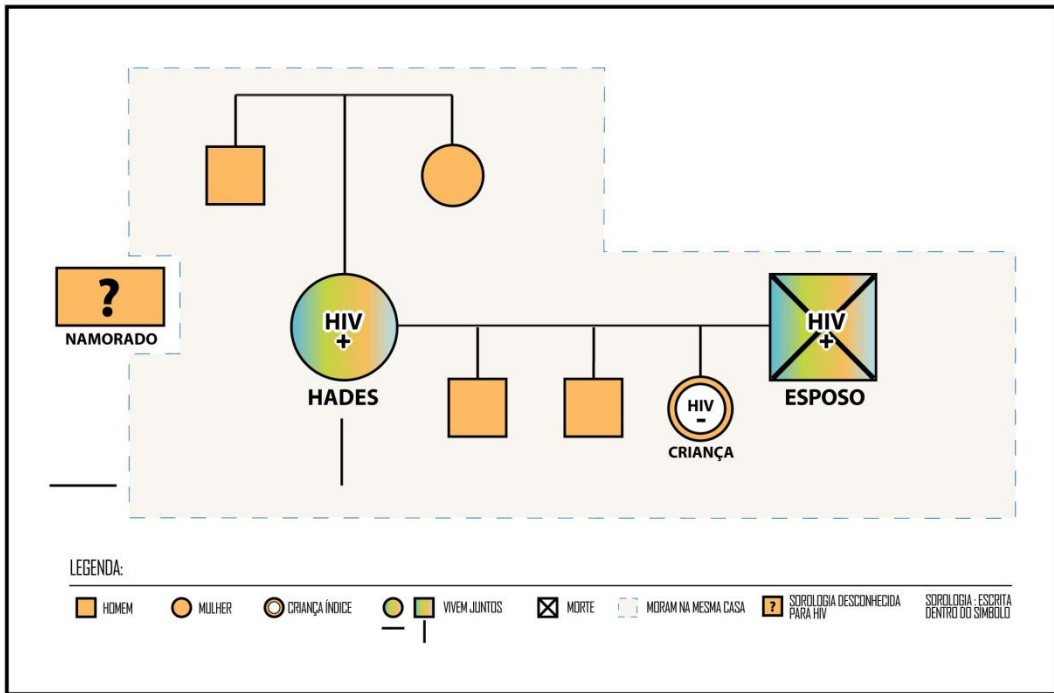 ?
NAMORADO
HIV
+
HADES
HIV
+
ESPOSO
HIV
-
CRIANÇA
LEGENDA:
HOMEM
MULHER
CRIANÇA ÍNDICE
VIVEM JUNTOS
MORTE
MORAM NA MESMA CASA
?
SOROLOGIA DESCONHECIDA
PARA HIV
SOROLOGIA : ESCRITA
DENTRO DO SÍMBOLO